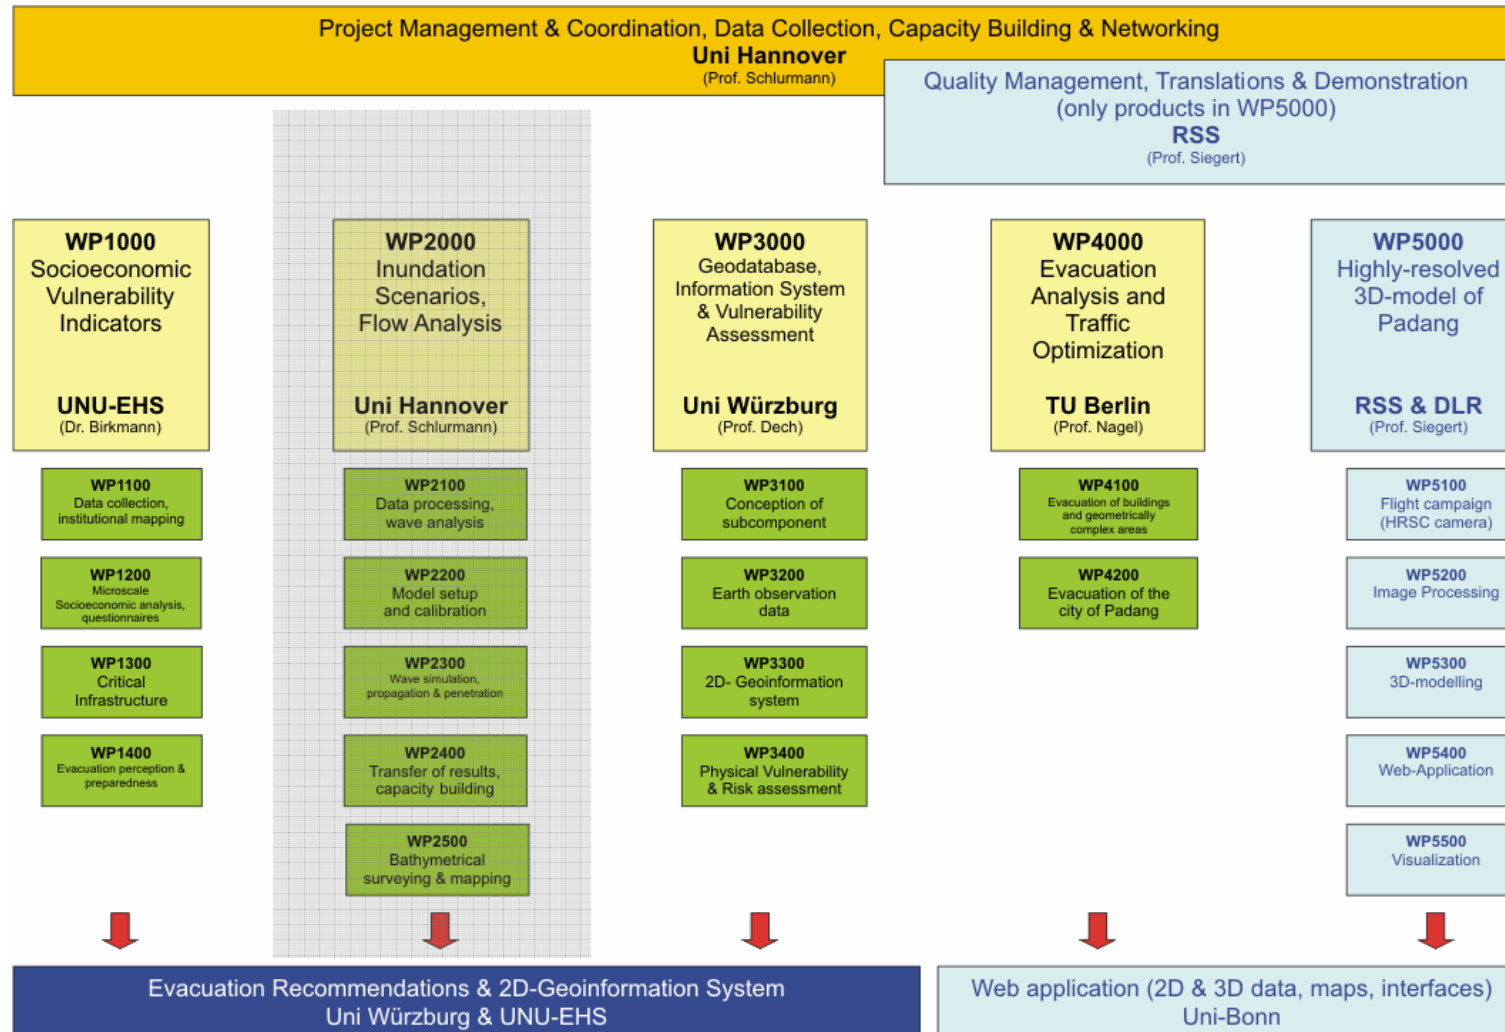 Project Management & Coordination, Data Collection, Capacity Building & Networking
Uni Hannover
(Prof. Schlurmann)
Quality Management, Translations & Demonstration
(only products in WP5000)
RSS
(Prof. Siegert)
WP1000
Socioeconomic
Vulnerability
Indicators
UNU-EHS
(Dr. Birkmann)
WP1100
Data collection,
institutional mapping
WP1200
Microscale
Socioeconomic analysis,
questionnaires
WP1300
Critical
Infrastructure
WP1400
Evacuation perception &
preparedness
WP2000
Inundation
Scenarios,
Flow Analysis
Uni Hannover
(Prof. Schlurmann)
WP2100
Data processing,
wave analysis
WP2200
Model setup
and calibration
WP2300
Wave simulation,
propagation & penetration
WP2400
Transfer of results,
capacity building
WP2500
Bathymetrical
surveying & mapping
WP3000
Geodatabase,
Information System
& Vulnerability
Assessment
Uni Würzburg
(Prof. Dech)
WP3100
Conception of
subcomponent
WP3200
Earth observation
data
WP3300
2D- Geoinformation
system
WP3400
Physical Vulnerability
& Risk assessment
WP4000
Evacuation
Analysis and
Traffic
Optimization
TU Berlin
(Prof. Nagel)
WP4100
Evacuation of buildings
and geometrically
complex areas
WP4200
Evacuation of the
city of Padang
WP5000
Highly-resolved
3D-model of
Padang
RSS & DLR
(Prof. Siegert)
WP5100
Flight campaign
(HRSC camera)
WP5200
Image Processing
WP5300
3D-modelling
WP5400
Web-Application
WP5500
Visualization
Evacuation Recommendations & 2D-Geoinformation System
Uni Würzburg & UNU-EHS
Web application (2D & 3D data, maps, interfaces)
Uni-Bonn